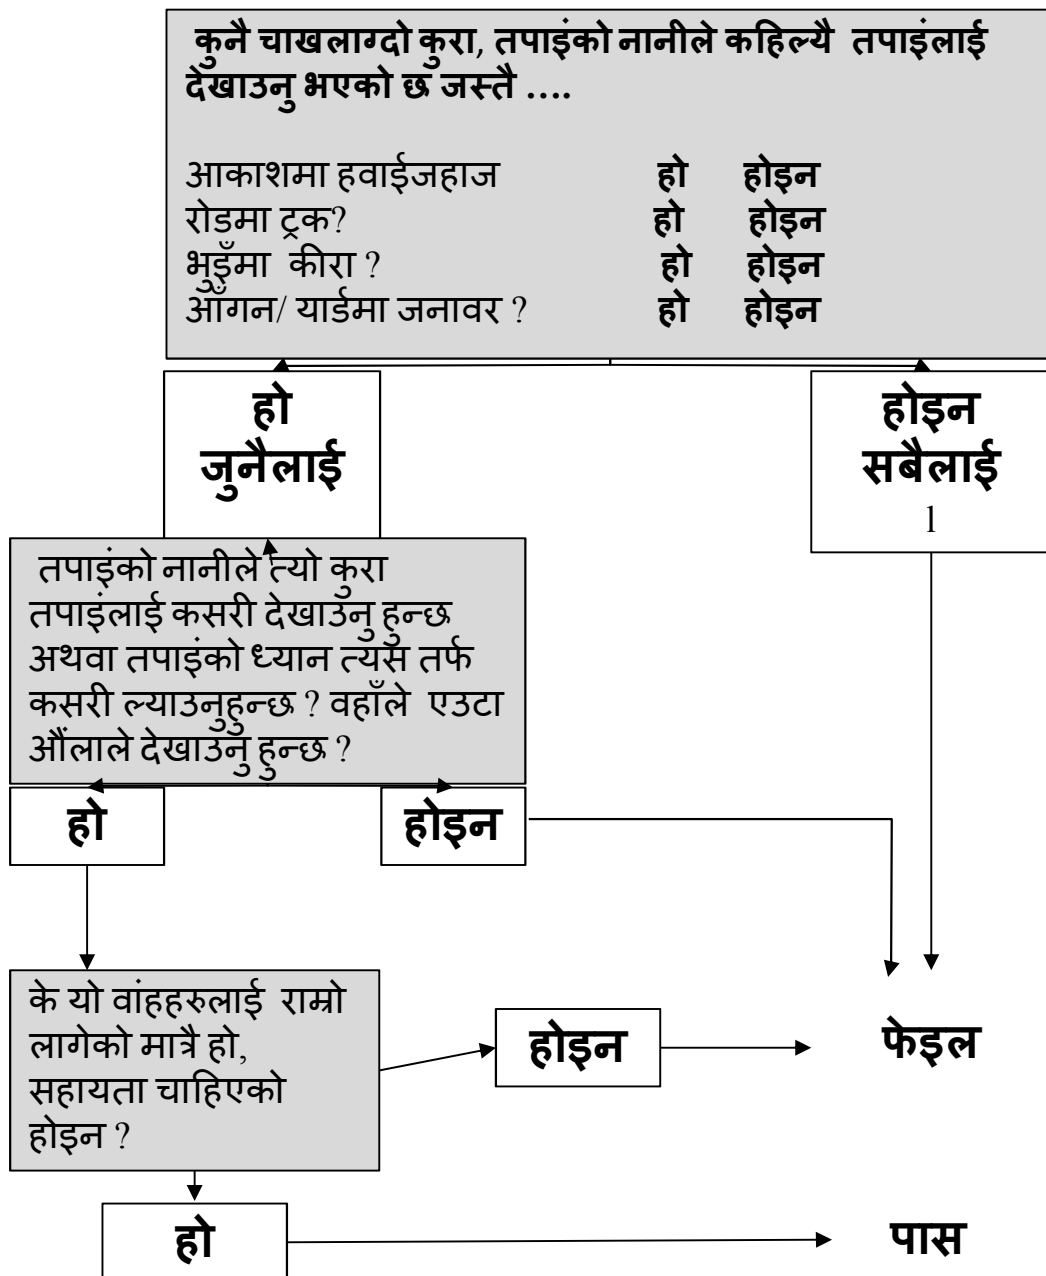 कुनै चाखलाग्दो कुरा, तपाइंको नानीले कहिल्यै तपाइंलाई
देखाउनु भएको छ जस्तै ....
आकाशमा हवाईजहाज हो होइन
रोडमा ट्रक? हो होइन
भुइँमा कीरा ? हो होइन
आँगन/ यार्डमा जनावर ? हो होइन
हो
जुनैलाई
होइन
सबैलाई
1
तपाइंको नानीले त्यो कुरा
तपाइंलाई कसरी देखाउनु हुन्छ
अथवा तपाइंको ध्यान त्यस तर्फ
कसरी ल्याउनुहुन्छ ? वहाँले एउटा
औंलाले देखाउनु हुन्छ ?
हो
होइन
के यो वांहहरुलाई राम्रो
लागेको मात्रै हो,
सहायता चाहिएको
होइन ?
होइन
फेइल
हो
पास